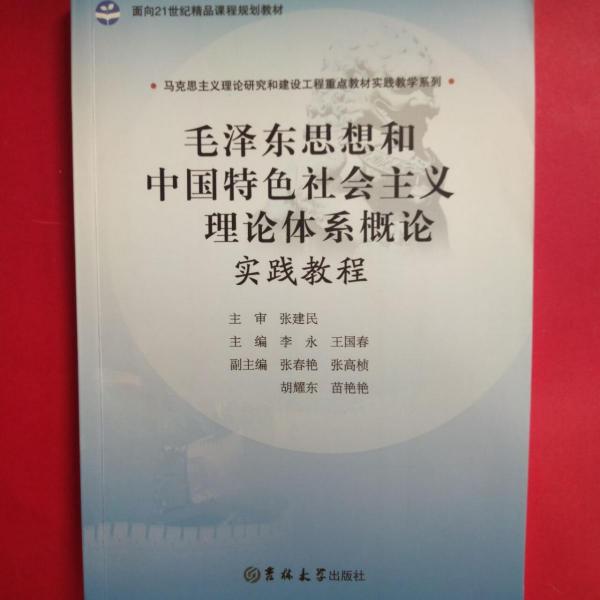 面向21世纪精品课程规划教材
• 马克思主义理论研究和建设工程重点教材实践教学系列 •
毛泽东思想和
中国特色社会主义
理论体系概论
实践教程
主 审 张建民
主 编 李 永 王国春
副主编 张春艳 张高桢
胡耀东 苗艳艳
吉林大学出版社